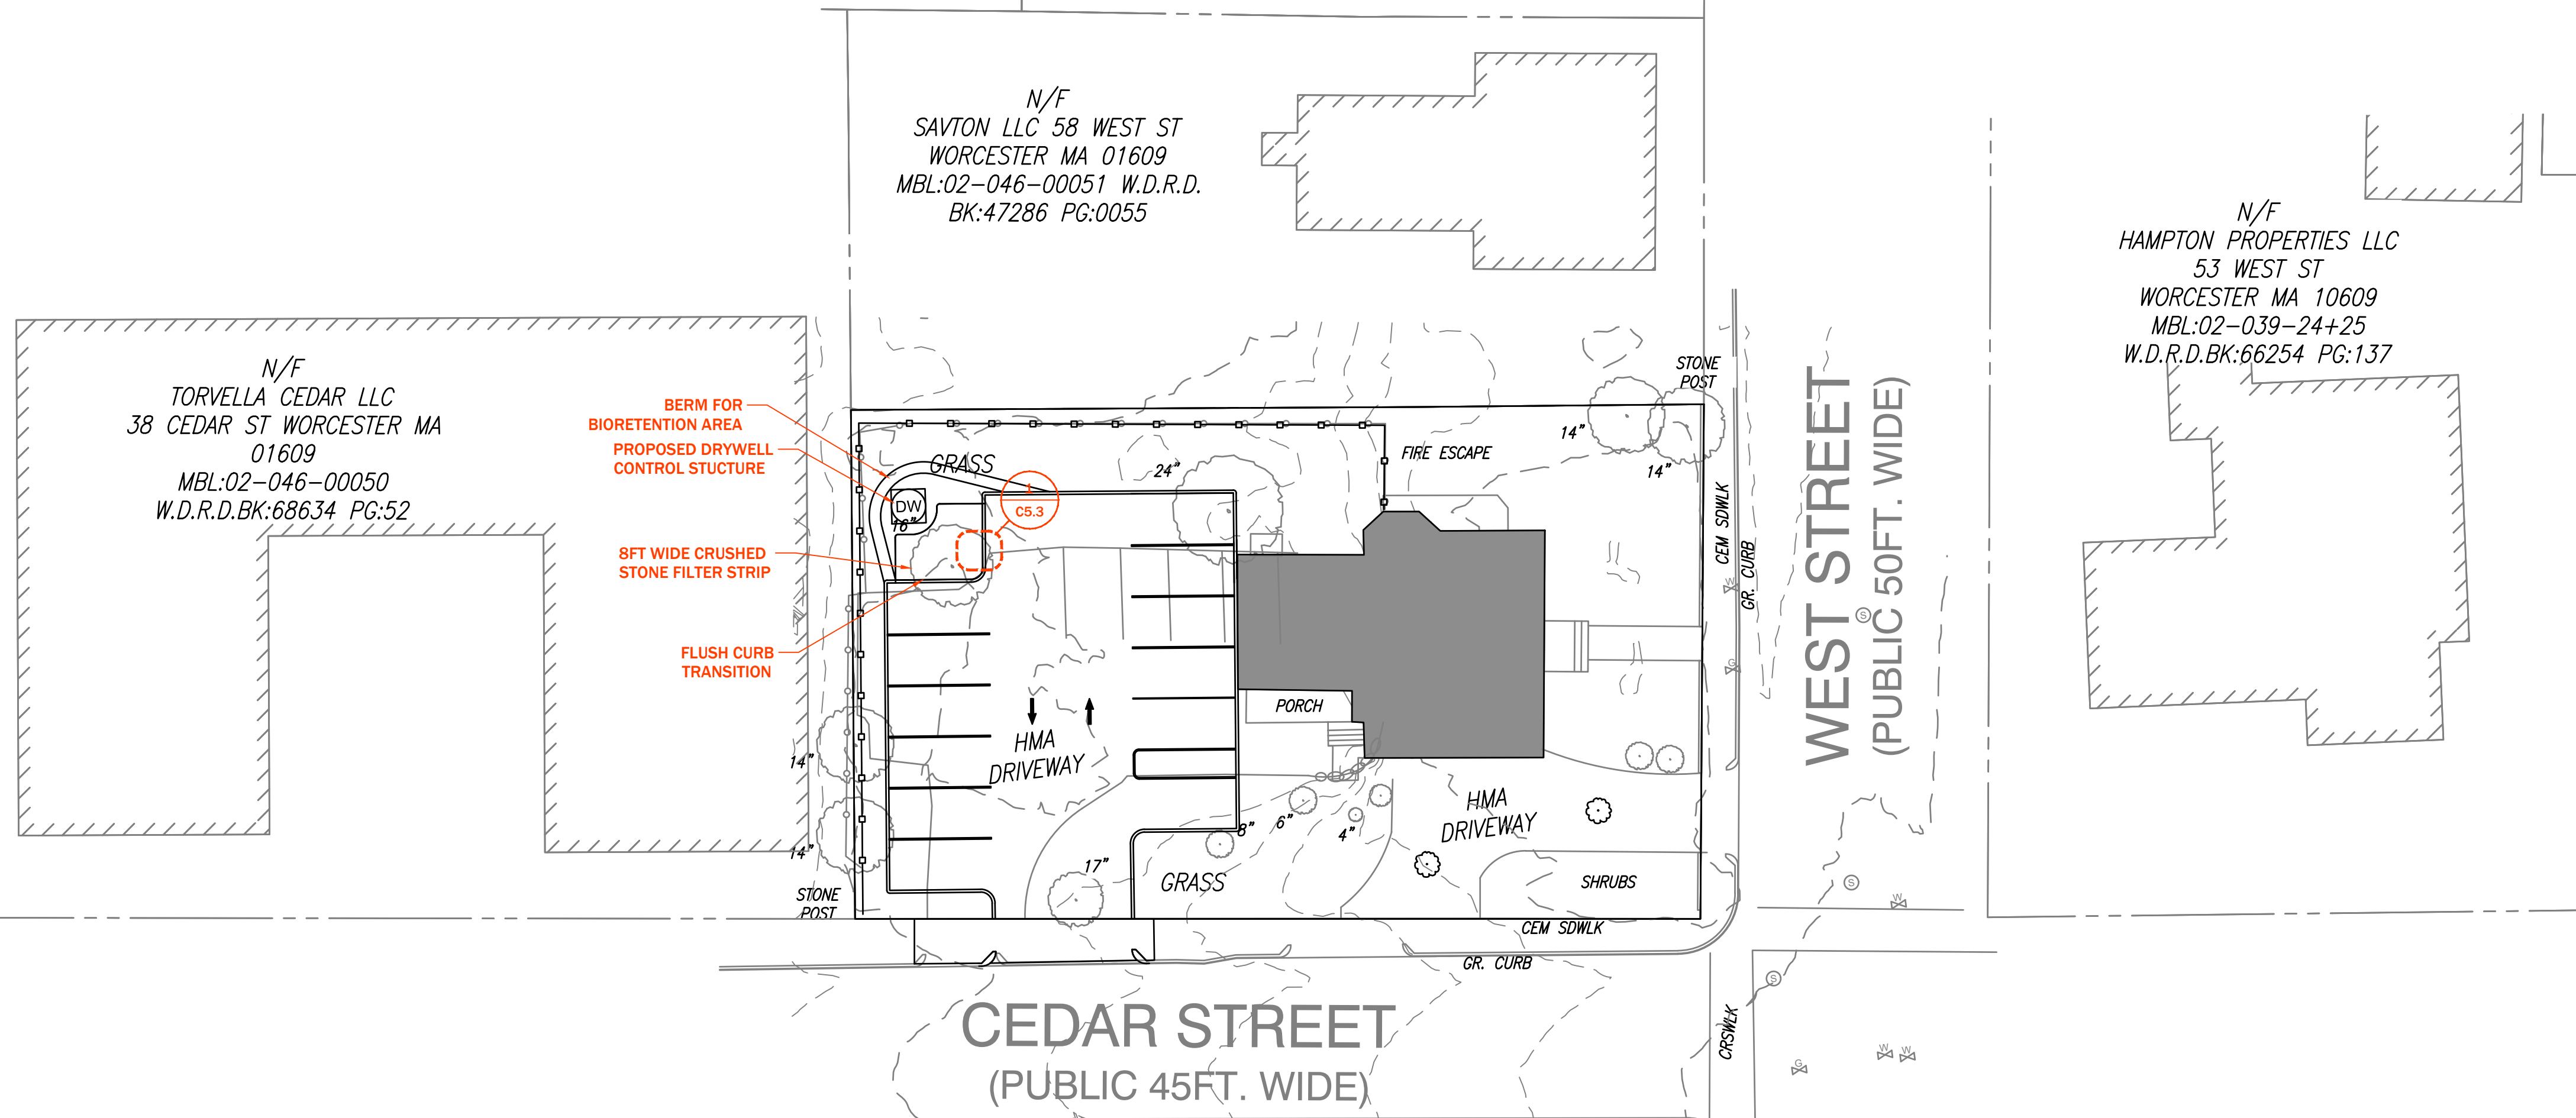 N/F
SAVTON LLC 58 WEST ST
WORCESTER MA 01609
MBL:02-046-00051 W.D.R.D.
BK:47286 PG:0055
N/F
HAMPTON PROPERTIES LLC
53 WEST ST
WORCESTER MA 10609
MBL:02-039-24+25
W.D.R.D.BK:66254 PG:137
N/F
TORVELLA CEDAR LLC
38 CEDAR ST WORCESTER MA
01609
MBL:02-046-00050
W.D.R.D.BK:68634 PG:52
BERM FOR
BIORETENTION AREA
PROPOSED DRYWELL
CONTROL STUCTURE
8FT WIDE CRUSHED
STONE FILTER STRIP
FLUSH CURB
TRANSITION
GRASS
1
C5.3
DW
16"
24"
FIRE ESCAPE
14"
14"
STONE
POST
CEM SDWLK
GR. CURB
W
G
WEST STREET
(PUBLIC 50FT. WIDE)
S
PORCH
HMA
DRIVEWAY
14"
14"
STONE
POST
17"
GRASS
8"
6"
4"
HMA
DRIVEWAY
SHRUBS
CEM SDWLK
GR. CURB
S
W
S
CRSWLK
G
W
W
CEDAR STREET
(PUBLIC 45FT. WIDE)